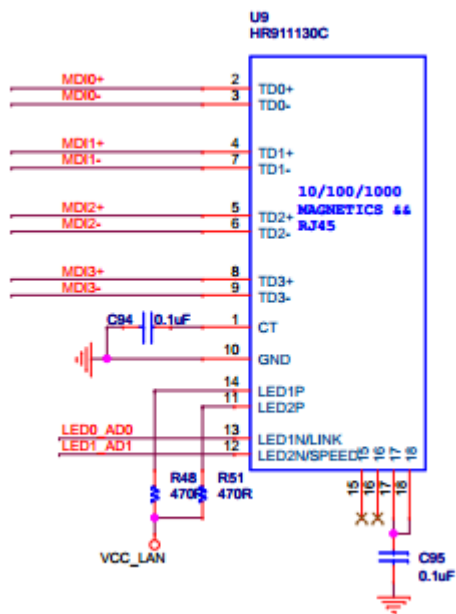 U9
HR911130C
MDI0+ 2 TD0+
MDI0- 3 TD0-
MDI1+ 4 TD1+
MDI1- 7 TD1-
10/100/1000
MAGNETICS &&
RJ45
MDI2+ 5 TD2+
MDI2- 6 TD2-
MDI3+ 8 TD3+
MDI3- 9 TD3-
C94 0.1uF 1 CT
10 GND
14 LED1P
11 LED2P
LED0_AD0 13 LED1N/LINK
LED1_AD1 12 LED2N/SPEED
15 16 17 18
15 16 17 18
R48 R51
470R 470R
VCC_LAN
C95
0.1uF